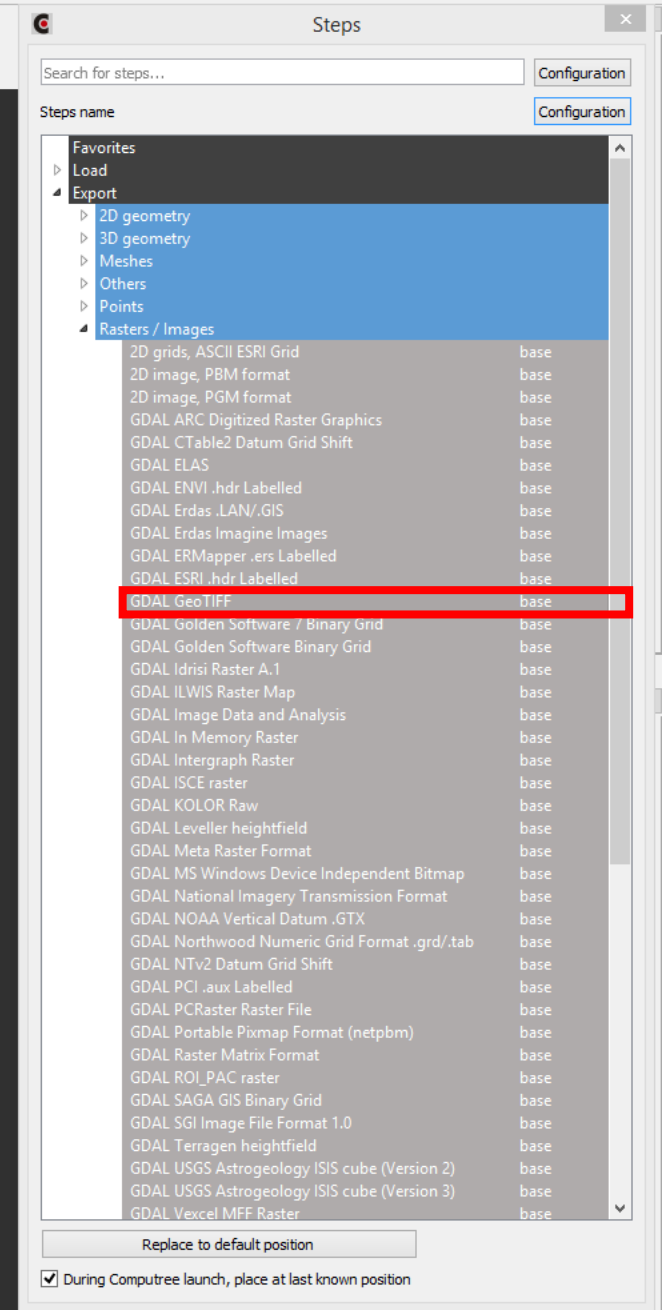 Steps
Search for steps...
Configuration
Steps name
Configuration
Favorites
Load
Export
2D geometry
3D geometry
Meshes
Others
Points
Rasters / Images
2D grids, ASCII ESRI Grid base
2D image, PBM format base
2D image, PGM format base
GDAL ARC Digitized Raster Graphics base
GDAL CTable2 Datum Grid Shift base
GDAL ELAS base
GDAL ENVI .hdr Labelled base
GDAL Erdas .LAN/.GIS base
GDAL Erdas Imagine Images base
GDAL ERMapper .ers Labelled base
GDAL ESRI .hdr Labelled base
GDAL GeoTIFF base
GDAL Golden Software 7 Binary Grid base
GDAL Golden Software Binary Grid base
GDAL Idrisi Raster A.1 base
GDAL ILWIS Raster Map base
GDAL Image Data and Analysis base
GDAL In Memory Raster base
GDAL Intergraph Raster base
GDAL ISCE raster base
GDAL KOLOR Raw base
GDAL Leveller heightfield base
GDAL Meta Raster Format base
GDAL MS Windows Device Independent Bitmap base
GDAL National Imagery Transmission Format base
GDAL NOAA Vertical Datum .GTX base
GDAL Northwood Numeric Grid Format .grd/.tab base
GDAL NTv2 Datum Grid Shift base
GDAL PCI .aux Labelled base
GDAL PCRaster Raster File base
GDAL Portable Pixmap Format (netpbm) base
GDAL Raster Matrix Format base
GDAL ROI_PAC raster base
GDAL SAGA GIS Binary Grid base
GDAL SGI Image File Format 1.0 base
GDAL Terragen heightfield base
GDAL USGS Astrogeology ISIS cube (Version 2) base
GDAL USGS Astrogeology ISIS cube (Version 3) base
GDAL Vexcel MFF Raster base
Replace to default position
During Computree launch, place at last known position